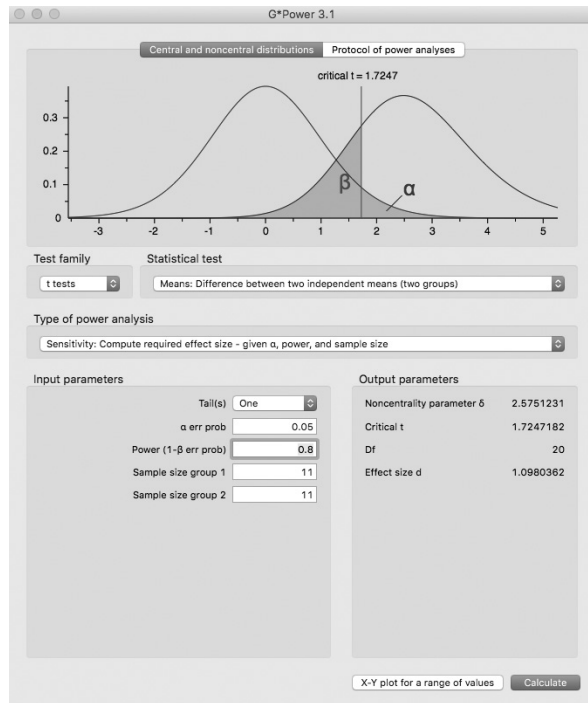 G*Power 3.1
Central and noncentral distributions Protocol of power analyses
critical t = 1.7247
0.3
0.2
0.1
0
β
α
-3 -2 -1 0 1 2 3 4 5
Test family Statistical test
t tests Means: Difference between two independent means (two groups)
Type of power analysis
Sensitivity: Compute required effect size - given α, power, and sample size
Input parameters Output parameters
Tail(s) One Noncentrality parameter δ 2.5751231
α err prob 0.05 Critical t 1.7247182
Power (1-β err prob) 0.8 Df 20
Sample size group 1 11 Effect size d 1.0980362
Sample size group 2 11
X-Y plot for a range of values Calculate